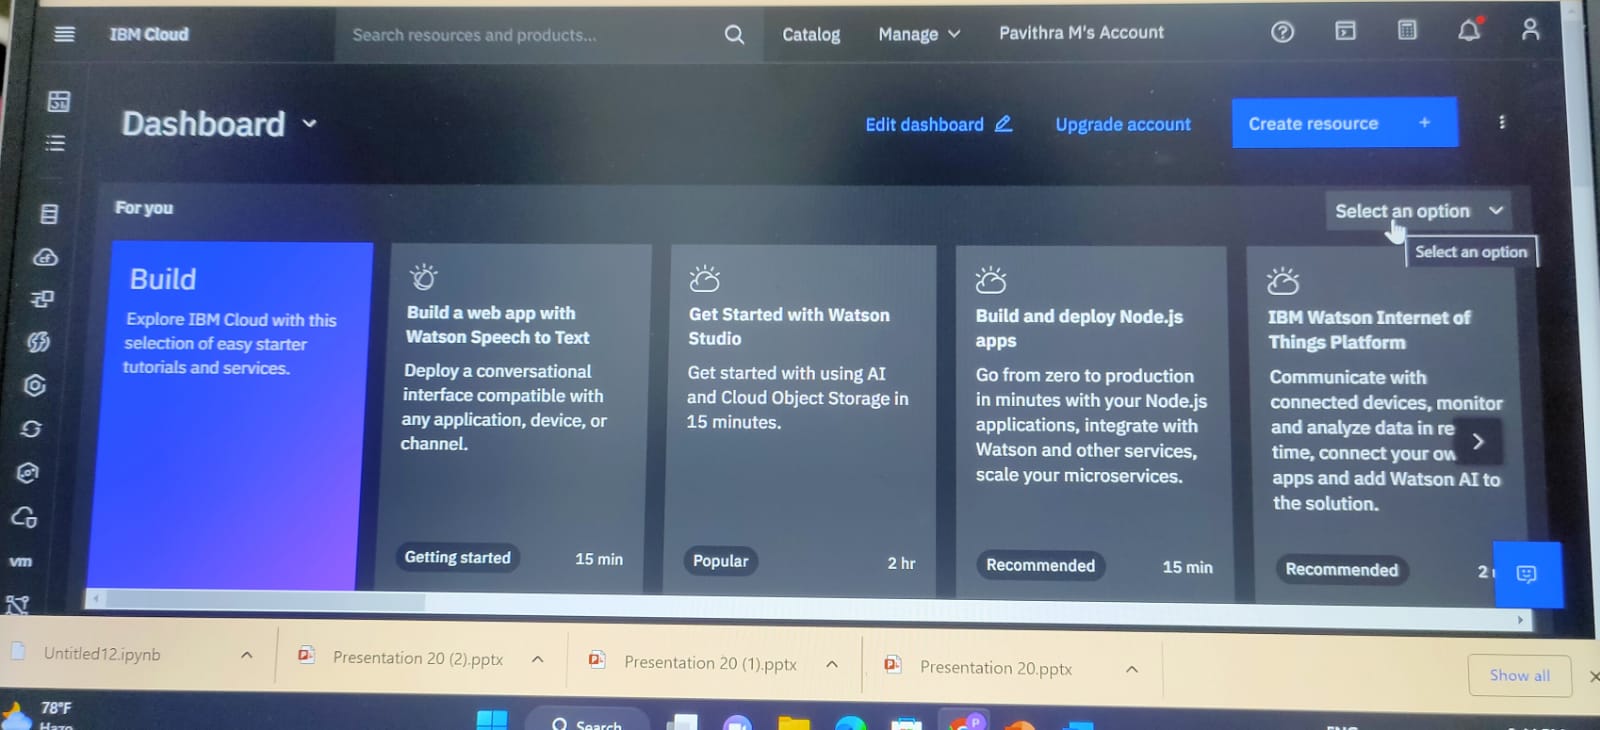 IBM Cloud
Search resources and products...
Catalog
Manage
Pavithra M's Account
Dashboard
Edit dashboard
Upgrade account
Create resource +
For you
Select an option
Select an option
Build
Explore IBM Cloud with this
selection of easy starter
tutorials and services.
Build a web app with
Watson Speech to Text
Deploy a conversational
interface compatible with
any application, device, or
channel.
Getting started
15 min
Get Started with Watson
Studio
Get started with using AI
and Cloud Object Storage in
15 minutes.
Popular
2 hr
Build and deploy Node.js
apps
Go from zero to production
in minutes with your Node.js
applications, integrate with
Watson and other services,
scale your microservices.
Recommended
15 min
IBM Watson Internet of
Things Platform
Communicate with
connected devices, monitor
and analyze data in re
time, connect your ow
apps and add Watson AI to
the solution.
Recommended
2
vm
Untitled12.ipynb
Presentation 20 (2).pptx
Presentation 20 (1).pptx
Presentation 20.pptx
Show all
78°F
Haze
Search
P
ENG